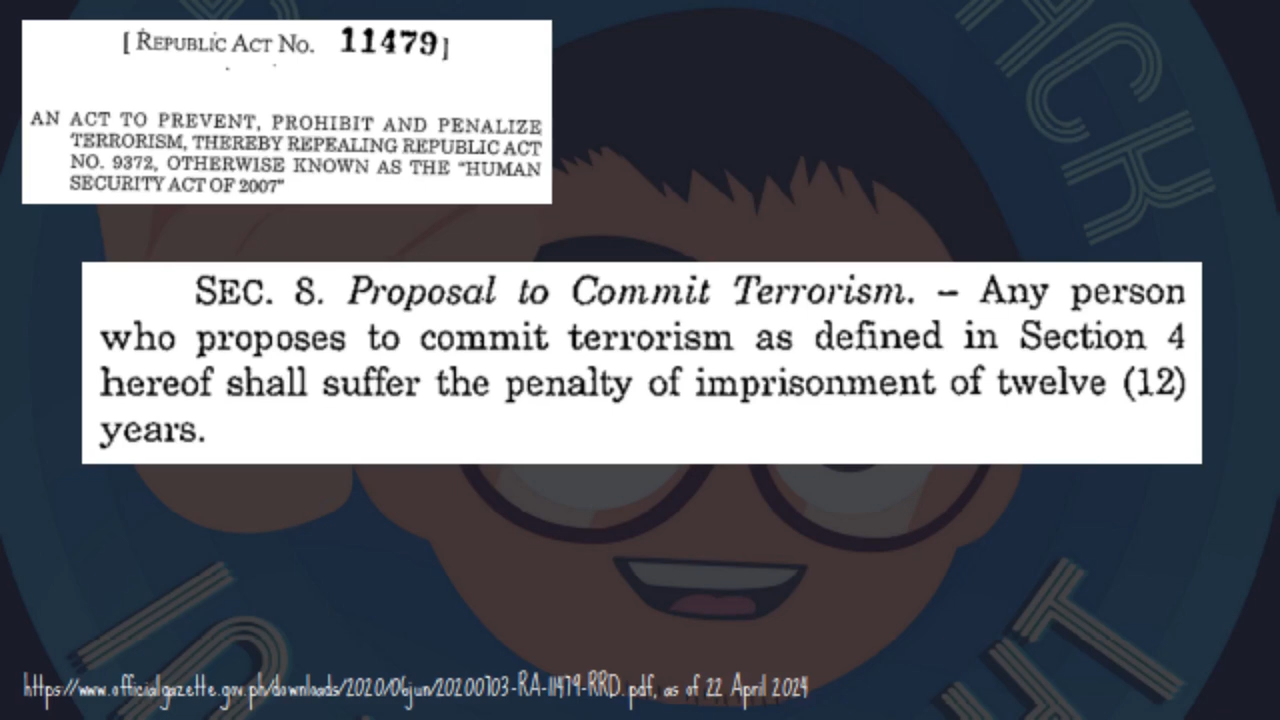 [ REPUBLIC ACT NO. 11479 ]
AN ACT TO PREVENT, PROHIBIT AND PENALIZE
TERRORISM, THEREBY REPEALING REPUBLIC ACT
NO. 9372, OTHERWISE KNOWN AS THE “HUMAN
SECURITY ACT OF 2007”
SEC. 8. Proposal to Commit Terrorism. – Any person
who proposes to commit terrorism as defined in Section 4
hereof shall suffer the penalty of imprisonment of twelve (12)
years.
https://www.officialgazette.gov.ph/downloads/2020/06jun/20200703-RA-11479-RRD.pdf, as of 22 April 2024